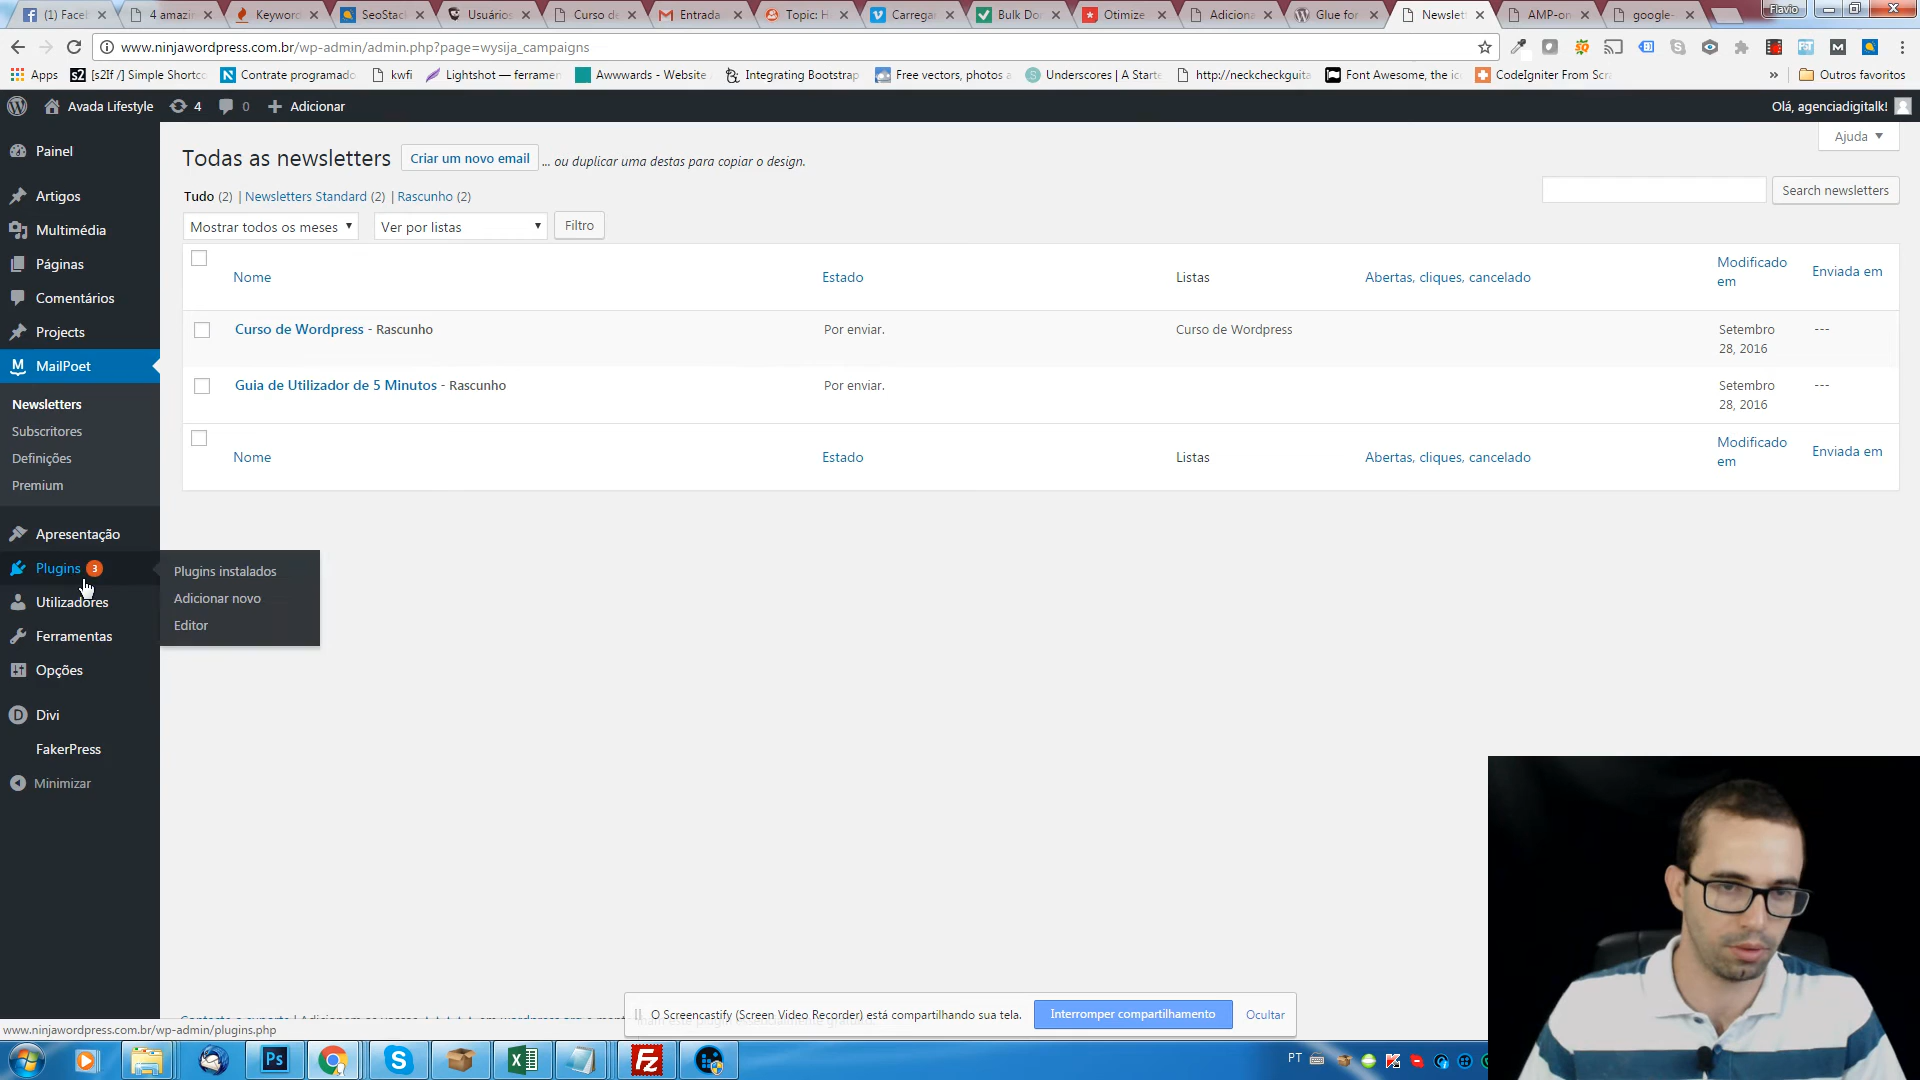 (1) Faceb
4 amazin
Keyword
SeoStac
Usuários
Curso de
Entrada
Topic: H
Carregar
Bulk Do
Otimize
Adiciona
Glue for
Newslett
AMP-on
google-
Flavio
www.ninjawordpress.com.br/wp-admin/admin.php?page=wysija_campaigns
Apps
[s2If /] Simple Shortco
Contrate programado
kwfi
Lightshot — ferramen
Awwwards - Website
Integrating Bootstrap
Free vectors, photos a
Underscores | A Starte
http://neckcheckguita
Font Awesome, the ic
CodeIgniter From Scra
»
Outros favoritos
Avada Lifestyle
4
0
Adicionar
Olá, agenciadigitalk!
Painel
Artigos
Multimédia
Páginas
Comentários
Projects
MailPoet
Newsletters
Subscritores
Definições
Premium
Apresentação
Plugins 3
Utilizadores
Ferramentas
Opções
Divi
FakerPress
Minimizar
Plugins instalados
Adicionar novo
Editor
Ajuda
Todas as newsletters
Criar um novo email
... ou duplicar uma destas para copiar o design.
Tudo (2) | Newsletters Standard (2) | Rascunho (2)
Search newsletters
Mostrar todos os meses
Ver por listas
Filtro
Nome
Estado
Listas
Abertas, cliques, cancelado
Modificado em
Enviada em
Curso de Wordpress - Rascunho
Por enviar.
Curso de Wordpress
Setembro 28, 2016
---
Guia de Utilizador de 5 Minutos - Rascunho
Por enviar.
Setembro 28, 2016
---
Nome
Estado
Listas
Abertas, cliques, cancelado
Modificado em
Enviada em
O Screencastify (Screen Video Recorder) está compartilhando sua tela.
Interromper compartilhamento
Ocultar
www.ninjawordpress.com.br/wp-admin/plugins.php
PT